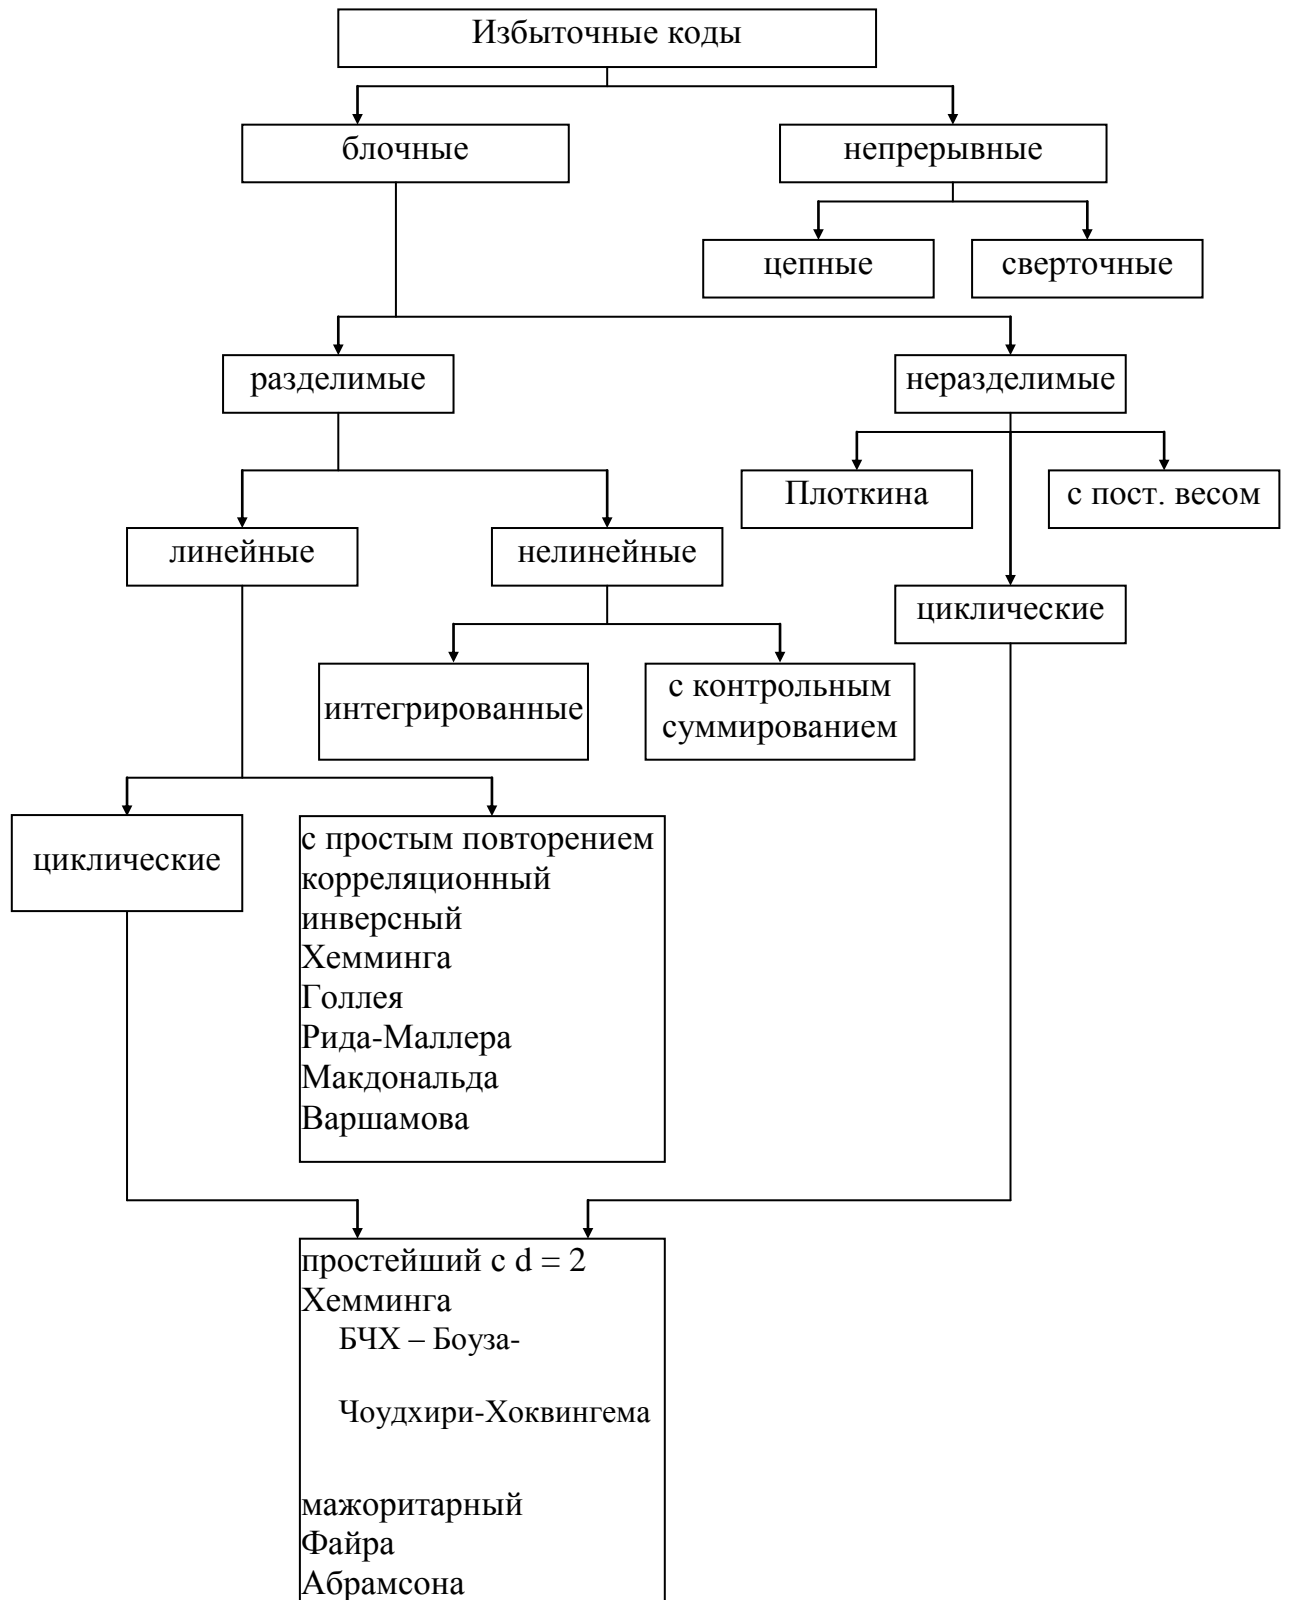 Избыточные коды
блочные
непрерывные
цепные
сверточные
разделимые
неразделимые
Плоткина
с пост. весом
линейные
нелинейные
циклические
интегрированные
с контрольным
суммированием
циклические
с простым повторением
корреляционный
инверсный
Хемминга
Голлея
Рида-Маллера
Макдональда
Варшамова
простейший с d = 2
Хемминга
БЧХ – Боуза-
Чоудхири-Хоквингема
мажоритарный
Файра
Абрамсона